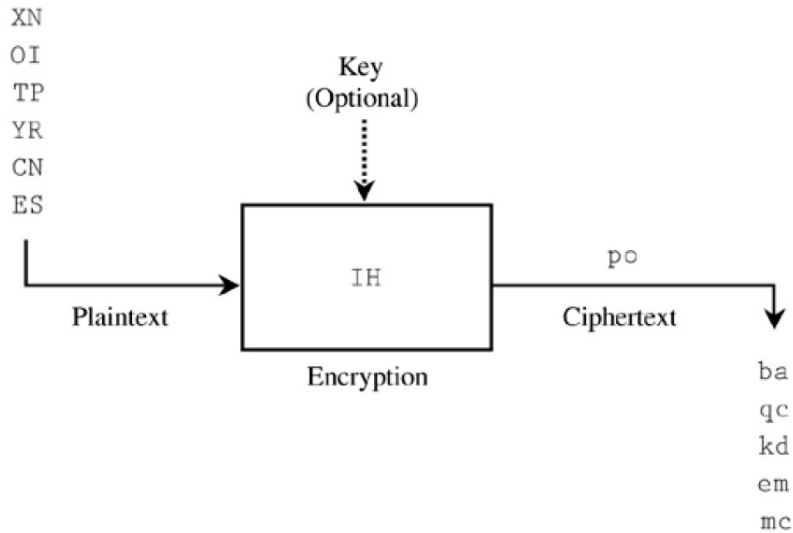 XN
OI
TP
YR
CN
ES
Key
(Optional)
IH
po
Plaintext
Ciphertext
Encryption
ba
qc
kd
em
mc